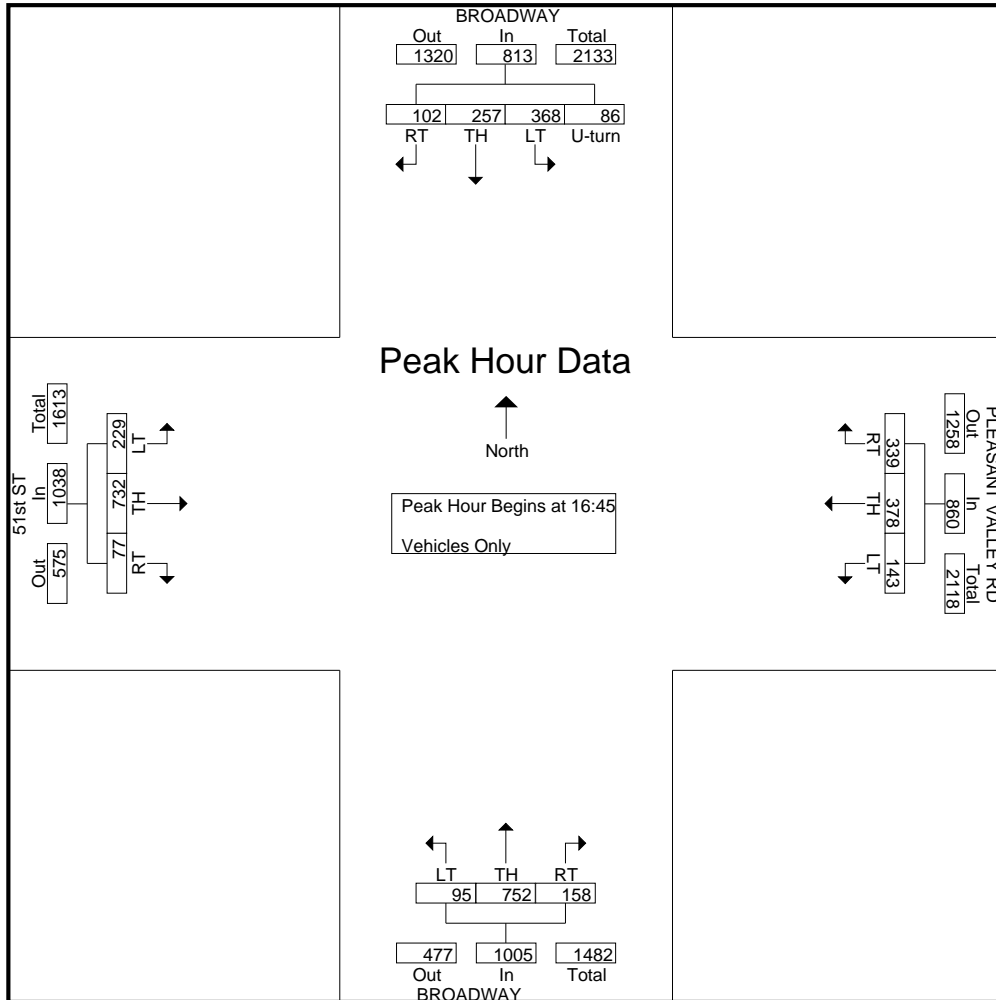 BROADWAY
Out In Total
1320 813 2133
102 257 368 86
RT TH LT U-turn
Peak Hour Data
North
Peak Hour Begins at 16:45
Vehicles Only
51st ST
Total In Out
1613 1038 575
229 732 77
LT TH RT
PLEASANT VALLEY RD
Out In Total
1258 860 2118
339 378 143
RT TH LT
LT TH RT
95 752 158
477 1005 1482
Out In Total
BROADWAY